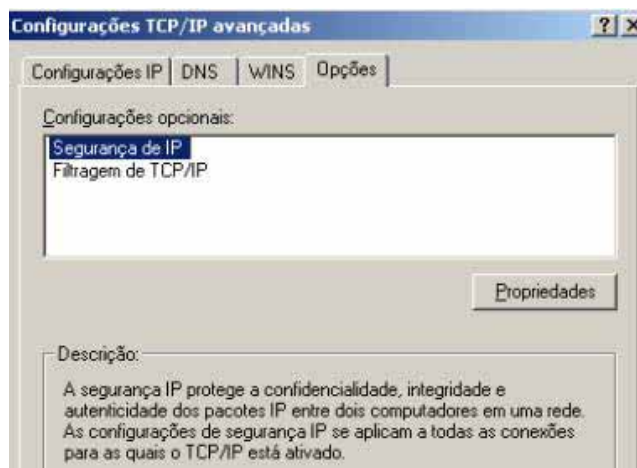 Configurações TCP/IP avançadas
Configurações IP DNS WINS Opções
Configurações opcionais:
Segurança de IP
Filtragem de TCP/IP
Propriedades
Descrição:
A segurança IP protege a confidencialidade, integridade e
autenticidade dos pacotes IP entre dois computadores em uma rede.
As configurações de segurança IP se aplicam a todas as conexões
para as quais o TCP/IP está ativado.